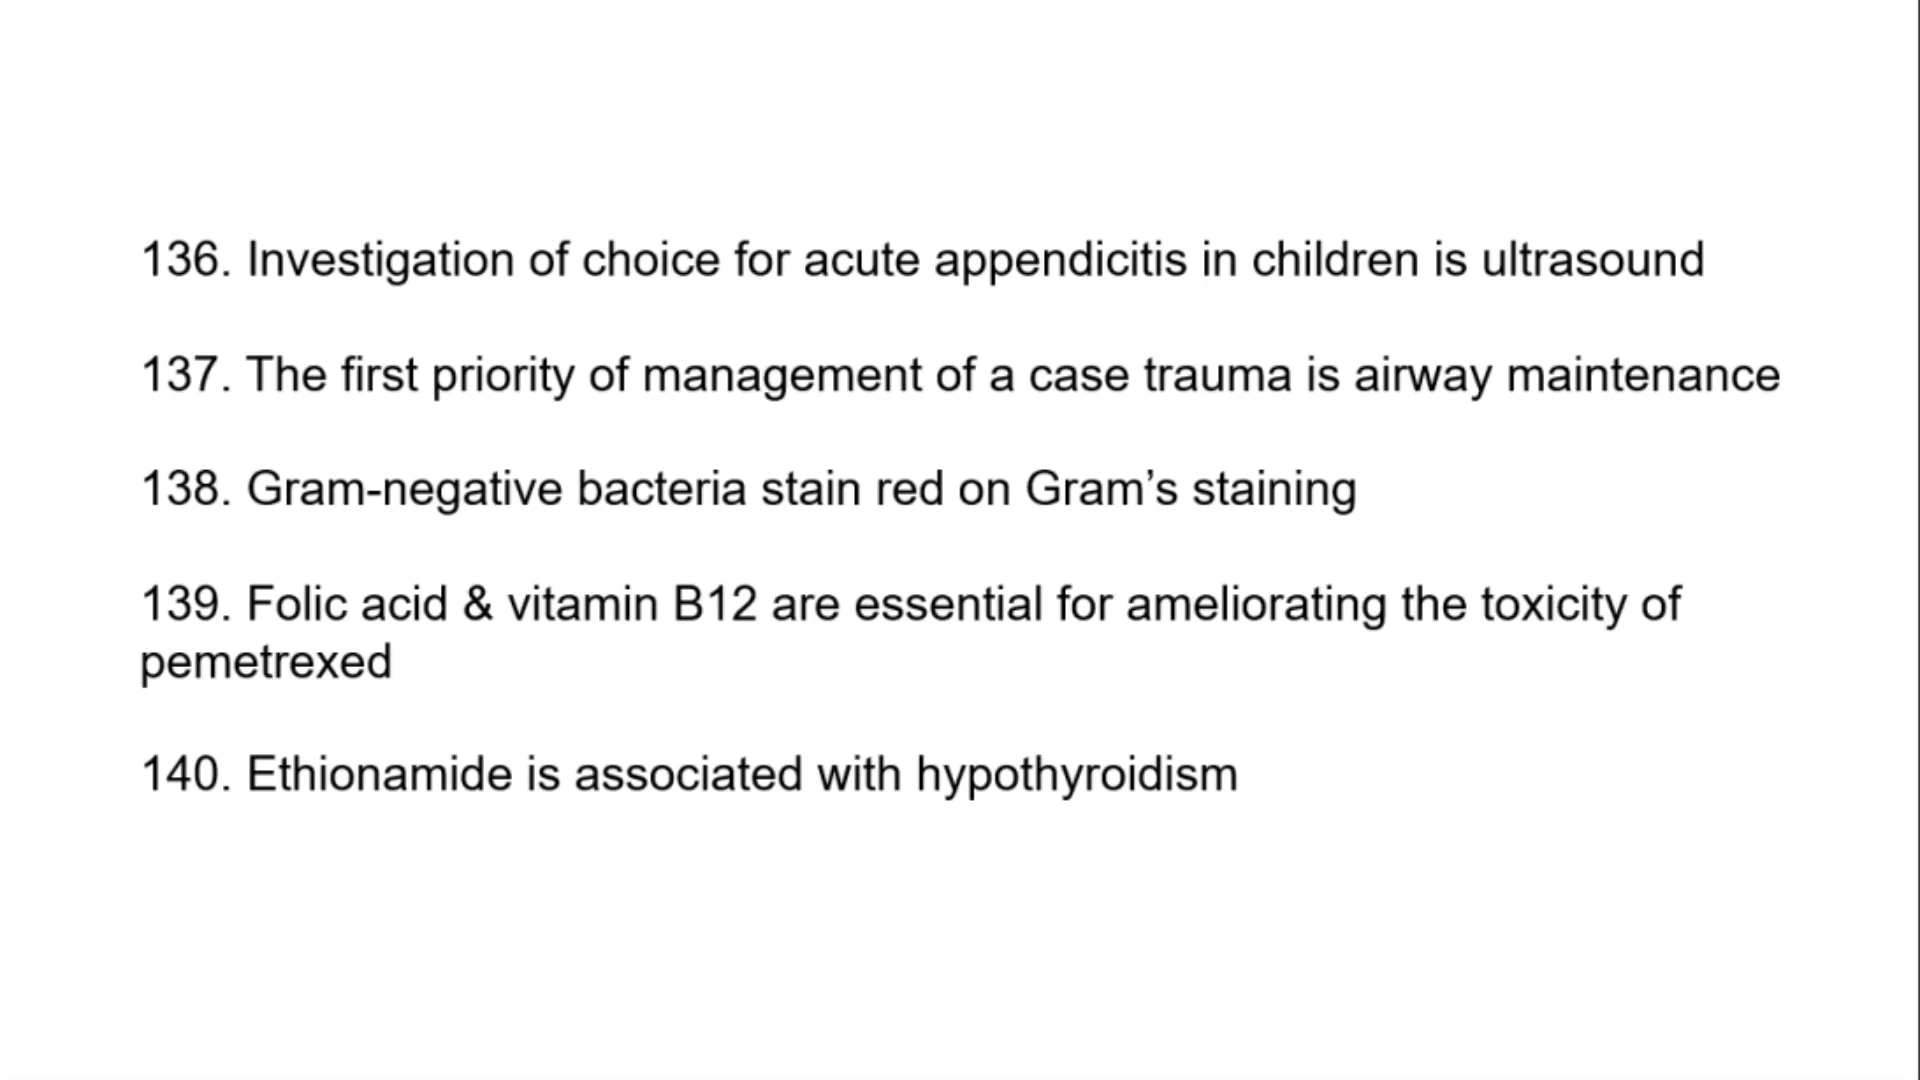 136. Investigation of choice for acute appendicitis in children is ultrasound
137. The first priority of management of a case trauma is airway maintenance
138. Gram-negative bacteria stain red on Gram’s staining
139. Folic acid & vitamin B12 are essential for ameliorating the toxicity of
pemetrexed
140. Ethionamide is associated with hypothyroidism